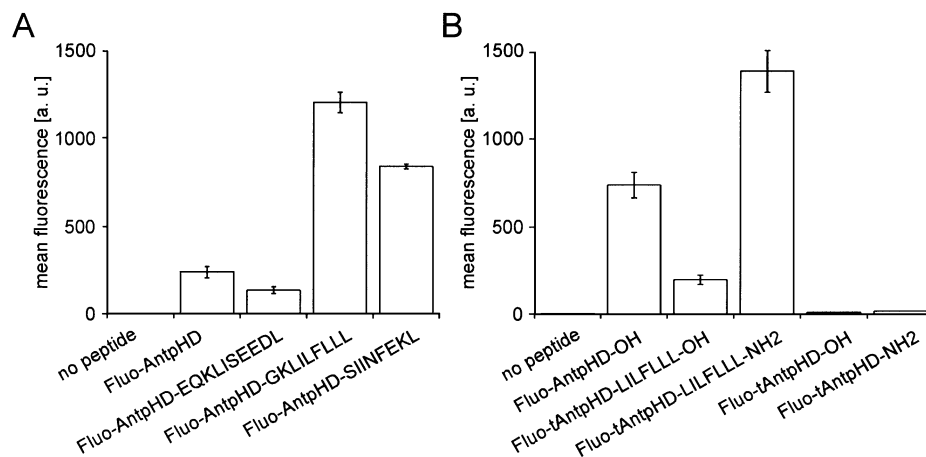 A
mean fluorescence [a. u.]
1500
1000
500
0
no peptide
Fluo-AntpHD
Fluo-AntpHD-EQKLISEEDL
Fluo-AntpHD-GKLILFLLL
Fluo-AntpHD-SIINFEKL
B
mean fluorescence [a. u.]
1500
1000
500
0
no peptide
Fluo-AntpHD-OH
Fluo-tAntpHD-LILFLLL-OH
Fluo-tAntpHD-LILFLLL-NH2
Fluo-tAntpHD-OH
Fluo-tAntpHD-NH2